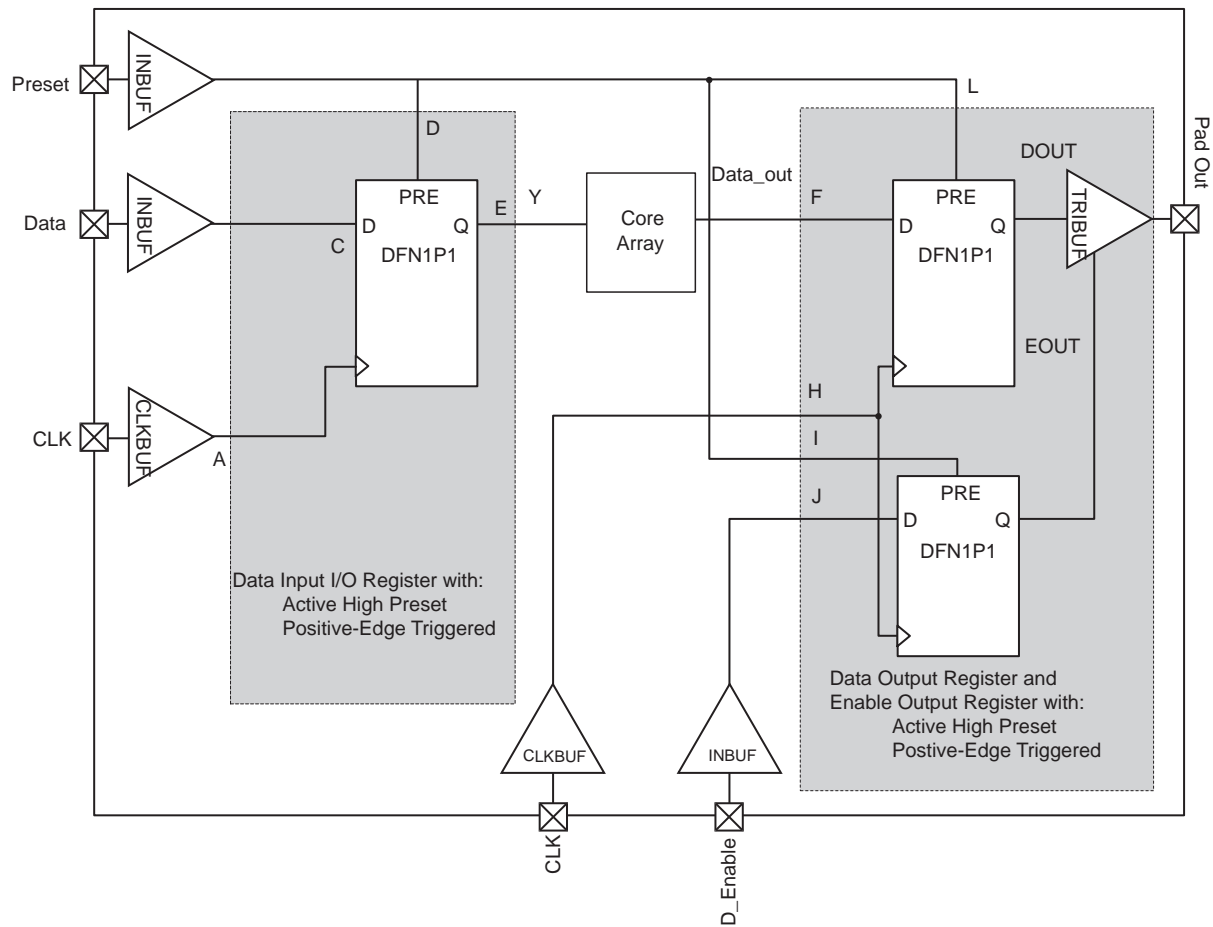 Preset
INBUF
L
D
Pad Out
DOUT
Data_out
PRE
PRE
TRIBUF
Data
INBUF
E
Y
Core
Array
F
D
Q
D
Q
C
DFN1P1
DFN1P1
EOUT
H
CLK
CLKBUF
A
I
J
PRE
D
Q
DFN1P1
Data Input I/O Register with:
Active High Preset
Positive-Edge Triggered
Data Output Register and
Enable Output Register with:
Active High Preset
Postive-Edge Triggered
CLKBUF
INBUF
CLK
D_Enable